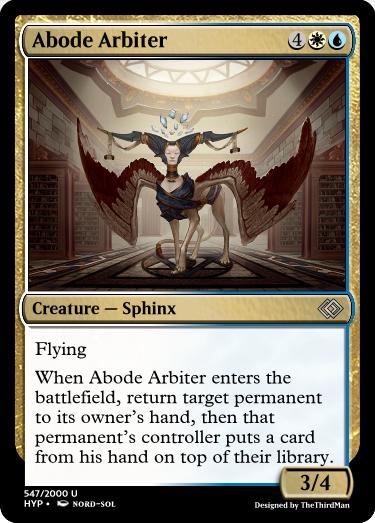 Abode Arbiter 4
Creature — Sphinx
Flying
When Abode Arbiter enters the
battlefield, return target permanent
to its owner's hand, then that
permanent's controller puts a card
from his hand on top of their library.
3/4
547/2000 U
HYP • NORD-SOL
Designed by TheThirdMan